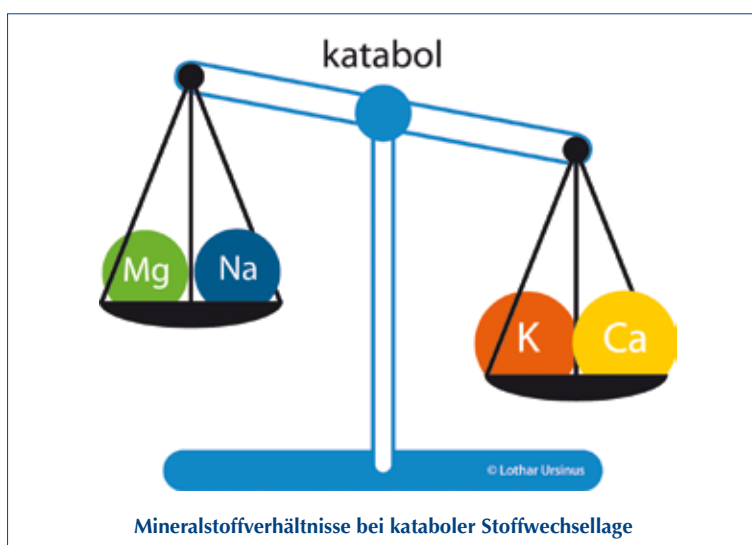 katabol
Mg
Na
K
Ca
© Lothar Ursinus
Mineralstoffverhältnisse bei kataboler Stoffwechsellage